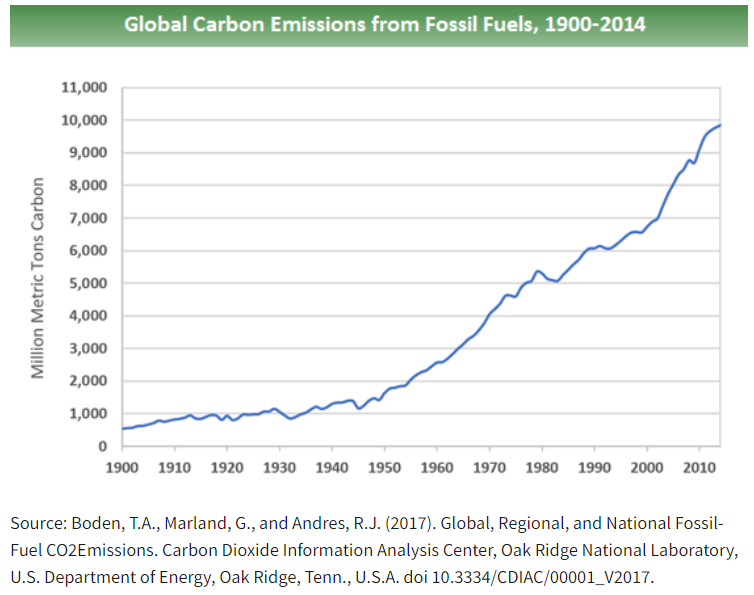 Global Carbon Emissions from Fossil Fuels, 1900-2014
11,000
10,000
9,000
8,000
7,000
6,000
5,000
4,000
3,000
2,000
1,000
0
Million Metric Tons Carbon
1900 1910 1920 1930 1940 1950 1960 1970 1980 1990 2000 2010
Source: Boden, T.A., Marland, G., and Andres, R.J. (2017). Global, Regional, and National Fossil-
Fuel CO2Emissions. Carbon Dioxide Information Analysis Center, Oak Ridge National Laboratory,
U.S. Department of Energy, Oak Ridge, Tenn., U.S.A. doi 10.3334/CDIAC/00001_V2017.